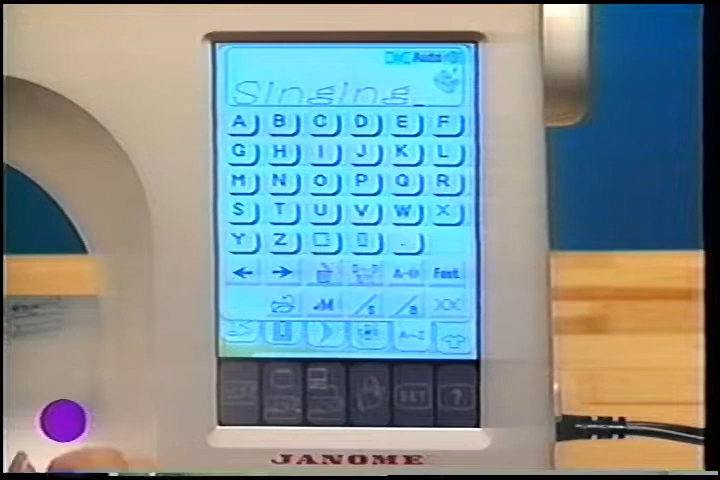 Auto
Singing_
A B C D E F
G H I J K L
M N O P Q R
S T U V W X
Y Z
← → A-a Font
M /S /a
A~Z
SET ?
JANOME